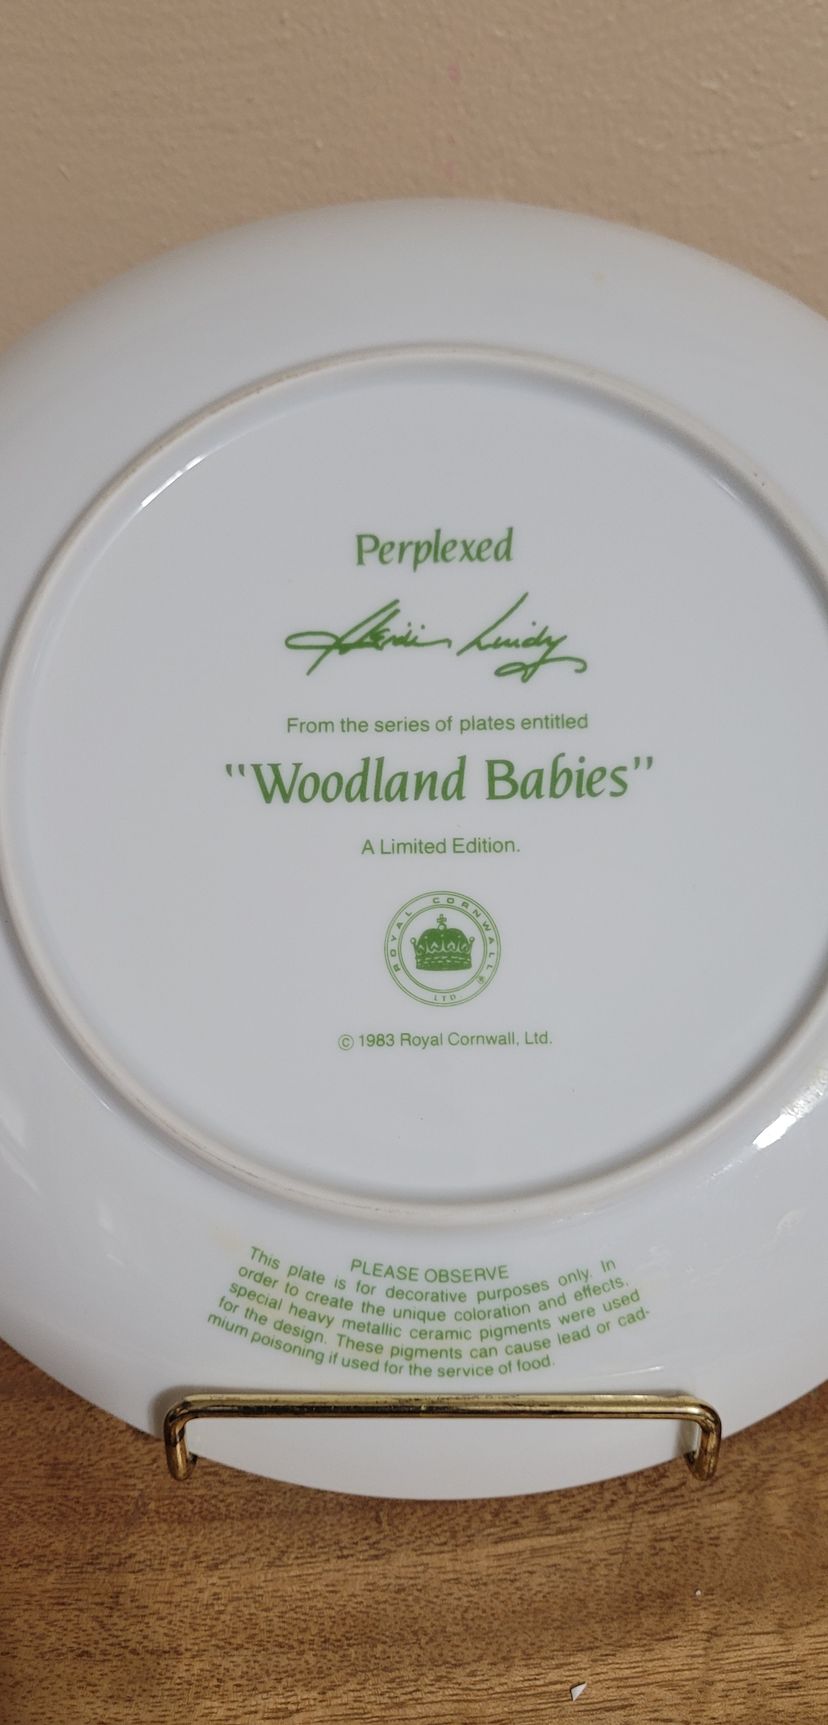 Perplexed
From the series of plates entitled
"Woodland Babies"
A Limited Edition.
ROYAL CORNWALL
LTD.
© 1983 Royal Cornwall, Ltd.
PLEASE OBSERVE
This plate is for decorative purposes only. In
order to create the unique coloration and effects,
special heavy metallic ceramic pigments were used
for the design. These pigments can cause lead or cad-
mium poisoning if used for the service of food.